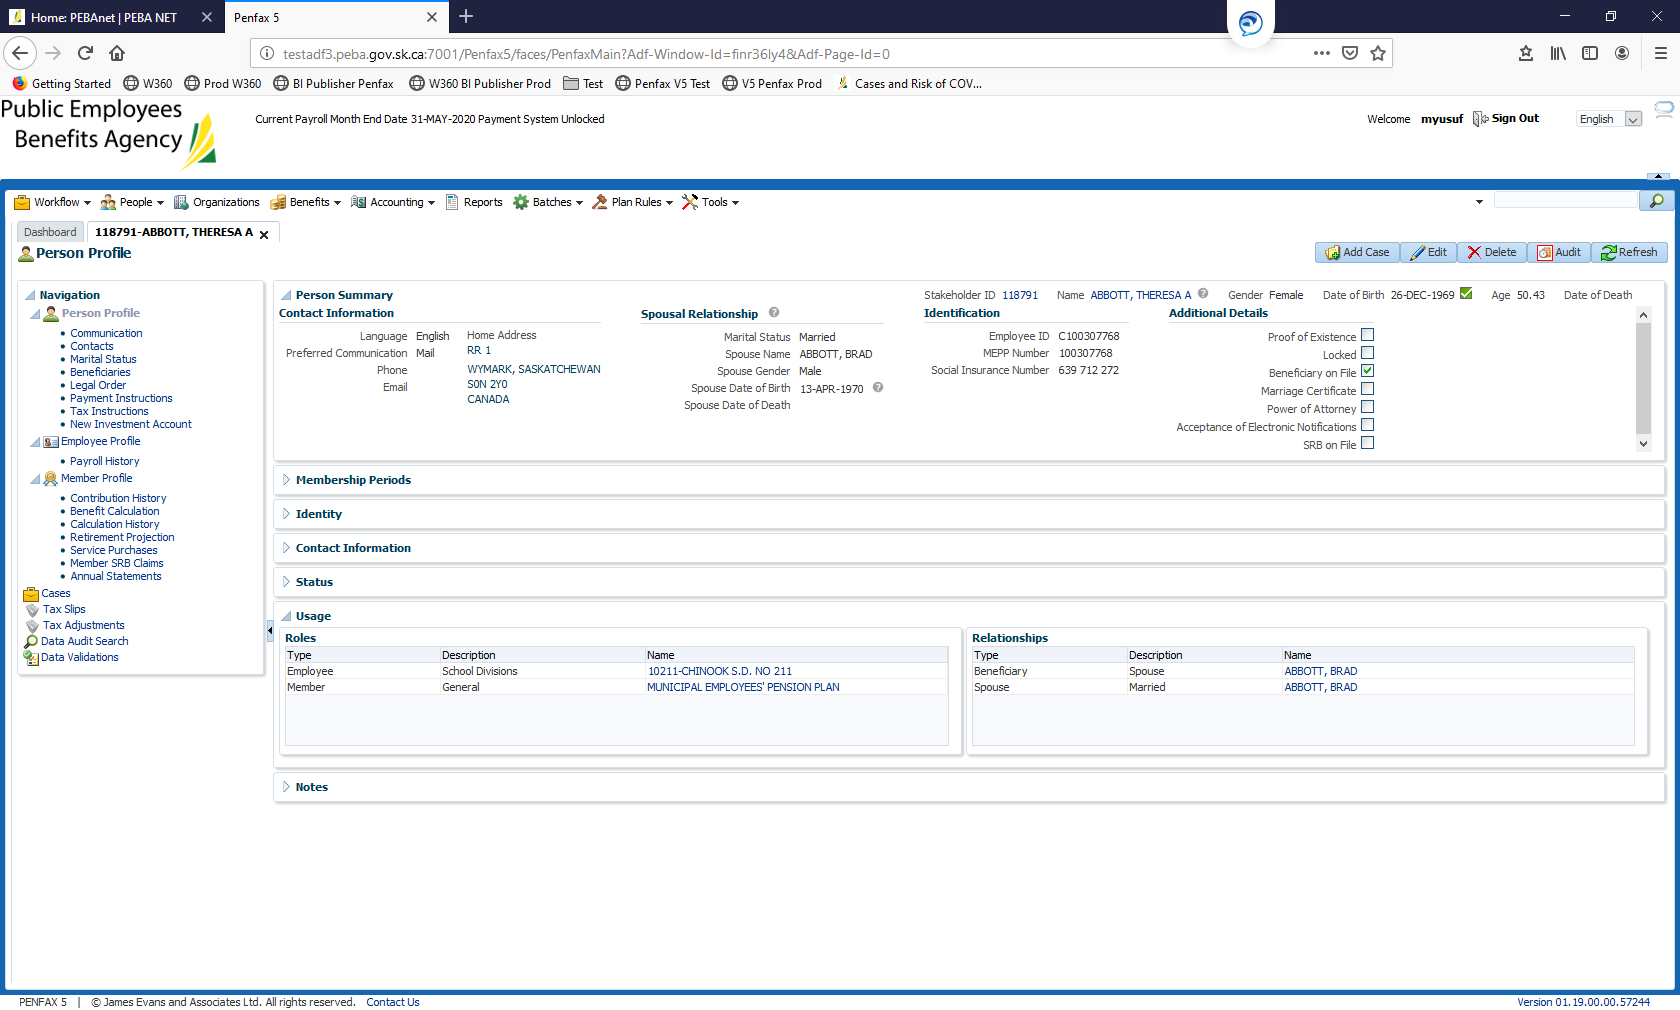 Home: PEBAnet | PEBA NET
Penfax 5
testadf3.peba.gov.sk.ca:7001/Penfax5/faces/PenfaxMain?Adf-Window-Id=finr36ly4&Adf-Page-Id=0
Getting Started W360 Prod W360 BI Publisher Penfax W360 BI Publisher Prod Test Penfax V5 Test V5 Penfax Prod Cases and Risk of COV...
Public Employees
Benefits Agency
Current Payroll Month End Date 31-MAY-2020 Payment System Unlocked
Welcome myusuf Sign Out English
Workflow People Organizations Benefits Accounting Reports Batches Plan Rules Tools
Dashboard 118791-ABBOTT, THERESA A
Person Profile
Add Case Edit Delete Audit Refresh
Navigation
Person Profile
Communication
Contacts
Marital Status
Beneficiaries
Legal Order
Payment Instructions
Tax Instructions
New Investment Account
Employee Profile
Payroll History
Member Profile
Contribution History
Benefit Calculation
Calculation History
Retirement Projection
Service Purchases
Member SRB Claims
Annual Statements
Cases
Tax Slips
Tax Adjustments
Data Audit Search
Data Validations
Person Summary
Stakeholder ID 118791 Name ABBOTT, THERESA A Gender Female Date of Birth 26-DEC-1969 Age 50.43 Date of Death
Contact Information
Language English
Preferred Communication Mail
Phone
Email
Home Address
RR 1
WYMARK, SASKATCHEWAN
S0N 2Y0
CANADA
Spousal Relationship
Marital Status Married
Spouse Name ABBOTT, BRAD
Spouse Gender Male
Spouse Date of Birth 13-APR-1970
Spouse Date of Death
Identification
Employee ID C100307768
MEPP Number 100307768
Social Insurance Number 639 712 272
Additional Details
Proof of Existence
Locked
Beneficiary on File
Marriage Certificate
Power of Attorney
Acceptance of Electronic Notifications
SRB on File
Membership Periods
Identity
Contact Information
Status
Usage
Roles
Type Description Name
Employee School Divisions 10211-CHINOOK S.D. NO 211
Member General MUNICIPAL EMPLOYEES' PENSION PLAN
Relationships
Type Description Name
Beneficiary Spouse ABBOTT, BRAD
Spouse Married ABBOTT, BRAD
Notes
PENFAX 5 | © James Evans and Associates Ltd. All rights reserved. Contact Us
Version 01.19.00.00.57244